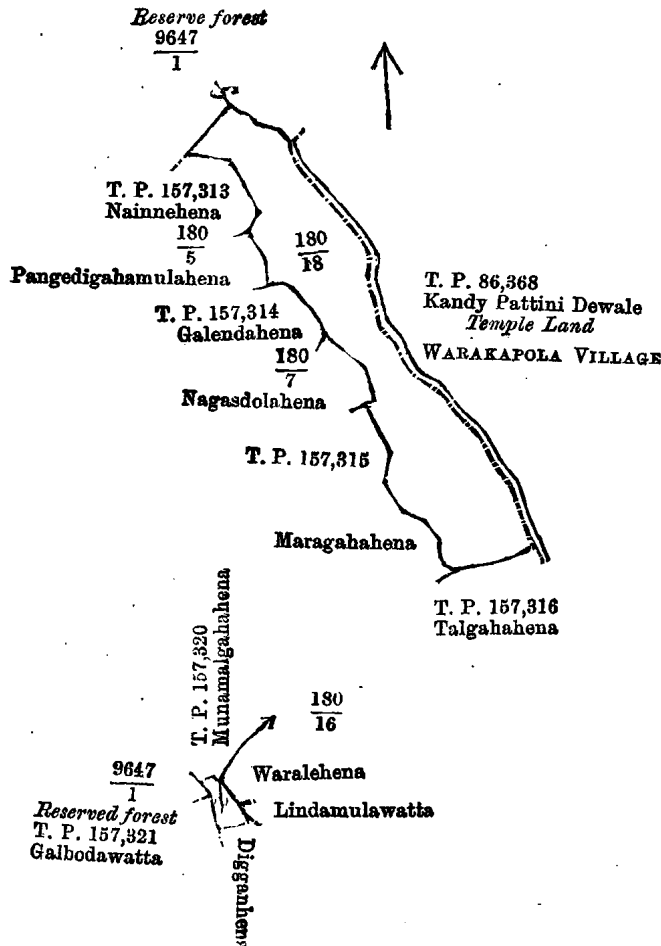 Reserve forest
9647
1
T. P. 157,313
Nainnehena
180
5
Pangedigahamulahena
180
18
T. P. 86,368
Kandy Pattini Dewale
Temple Land
WARAKAPOLA VILLAGE
T. P. 157,314
Galendahena
180
7
Nagasdolahena
T. P. 157,315
Maragahahena
T. P. 157,316
Talgahahena
T. P. 157,320
Munamalgahahena
180
16
9647
1
Reserved forest
T. P. 157,321
Galbodawatta
Waralehena
Lindamulawatta
Digganhena